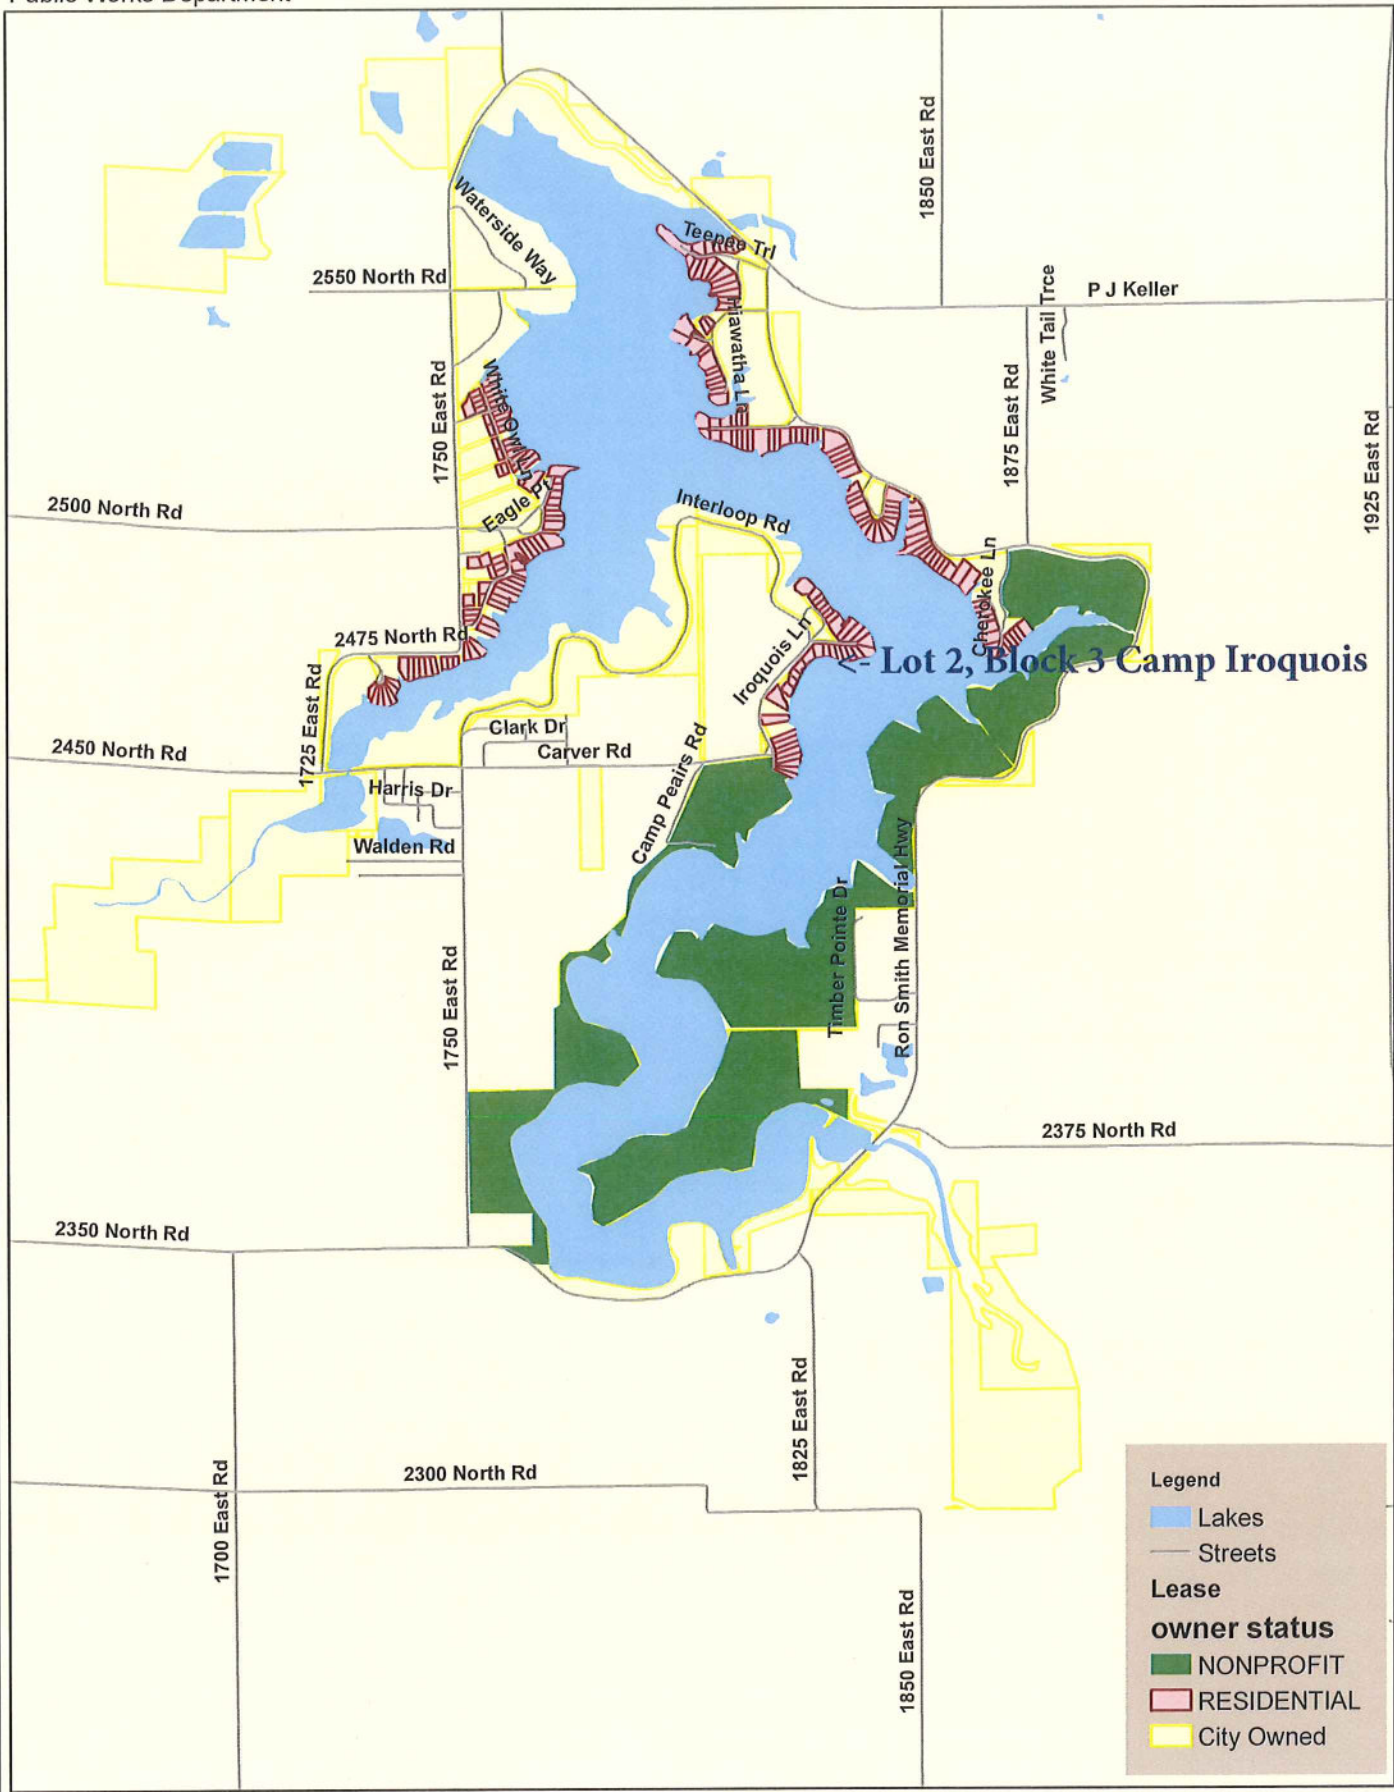 Public Works Department
1850 East Rd
Waterside Way
Teepee Trl
2550 North Rd
P J Keller
White Tail Trce
Hiawatha Ln
1750 East Rd
White Owl Ln
1875 East Rd
1925 East Rd
2500 North Rd
Eagle Pt
Interloop Rd
Cherokee Ln
2475 North Rd
Iroquois Ln
<- Lot 2, Block 3 Camp Iroquois
1725 East Rd
2450 North Rd
Clark Dr
Carver Rd
Camp Peairs Rd
Harris Dr
Walden Rd
Timber Pointe Dr
Ron Smith Memorial Hwy
1750 East Rd
2375 North Rd
2350 North Rd
1825 East Rd
2300 North Rd
1700 East Rd
1850 East Rd
Legend
Lakes
Streets
Lease
owner status
NONPROFIT
RESIDENTIAL
City Owned